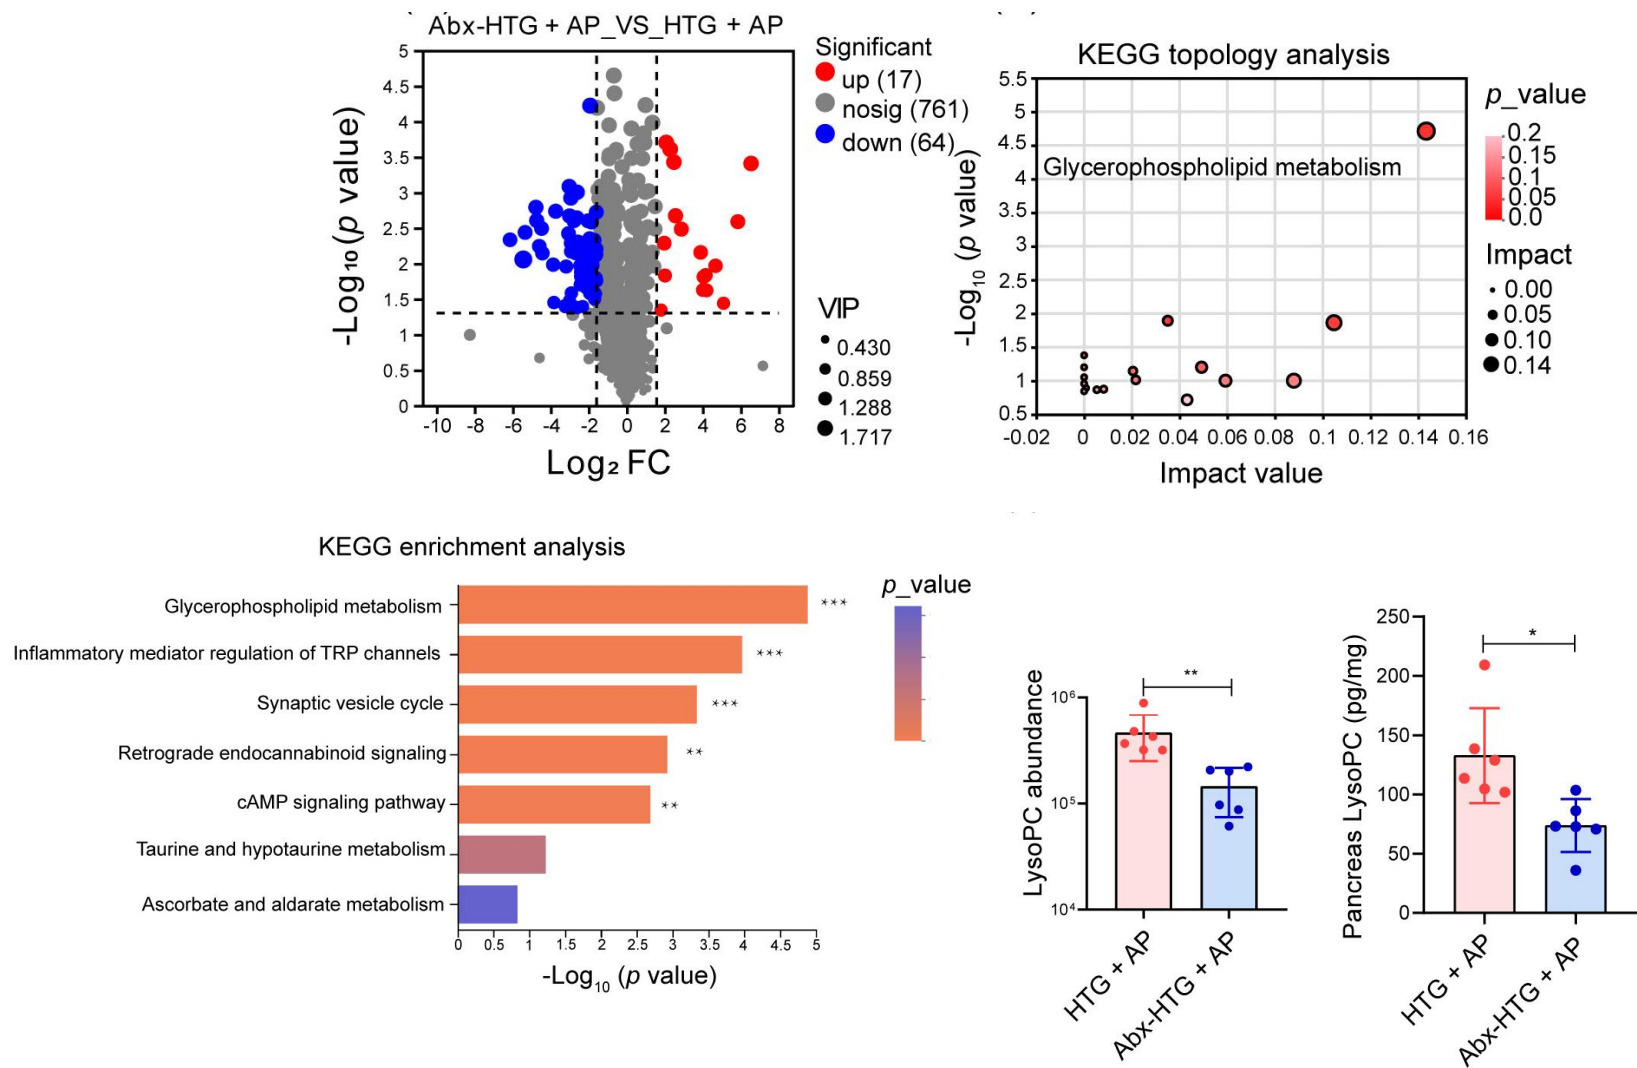 Abx-HTG + AP_VS_HTG + AP
5
4.5
4
3.5
3
2.5
2
1.5
1
0.5
0
-Log₁₀ (p value)
-10 -8 -6 -4 -2 0 2 4 6 8
Log₂ FC
Significant
up (17)
nosig (761)
down (64)
VIP
0.430
0.859
1.288
1.717
KEGG topology analysis
5.5
5
4.5
4
3.5
3
2.5
2
1.5
1
0.5
-Log₁₀ (p value)
Glycerophospholipid metabolism
-0.02 0 0.02 0.04 0.06 0.08 0.1 0.12 0.14 0.16
Impact value
p_value
0.2
0.15
0.1
0.05
0.0
Impact
0.00
0.05
0.10
0.14
KEGG enrichment analysis
Glycerophospholipid metabolism ***
Inflammatory mediator regulation of TRP channels ***
Synaptic vesicle cycle ***
Retrograde endocannabinoid signaling **
cAMP signaling pathway **
Taurine and hypotaurine metabolism
Ascorbate and aldarate metabolism
0 0.5 1 1.5 2 2.5 3 3.5 4 4.5 5
-Log₁₀ (p value)
p_value
LysoPC abundance
10⁶
10⁵
10⁴
**
HTG + AP
Abx-HTG + AP
Pancreas LysoPC (pg/mg)
250
200
150
100
50
0
*
HTG + AP
Abx-HTG + AP